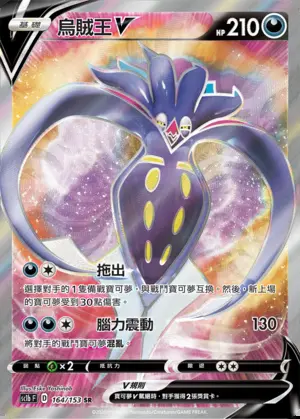 基礎 烏賊王V HP210
拖出
選擇對手的1隻備戰寶可夢,與戰鬥寶可夢互換。然後,新上場
的寶可夢受到30點傷害。
腦力震動 130
將對手的戰鬥寶可夢混亂。
弱點 ×2 抵抗力 撤退
V規則
寶可夢V氣絕時,對手獲得2張獎賞卡。
Illus. Eske Yoshinob
sc1b F D 164/153 SR